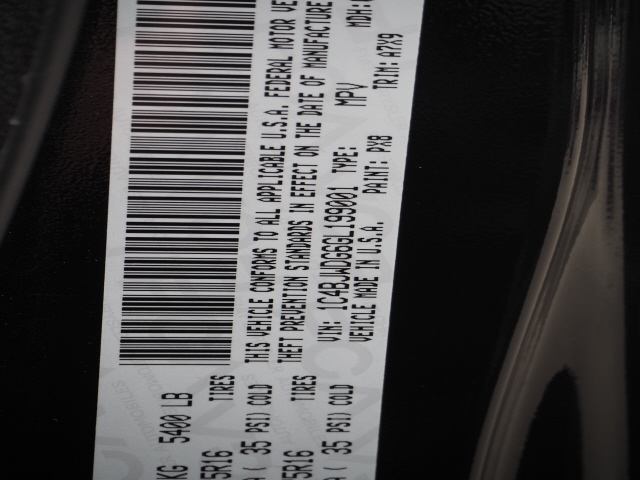 KG 5400 LB
5R16 TIRES
( 35 PSI) COLD
THIS VEHICLE CONFORMS TO ALL APPLICABLE U.S.A. FEDERAL MOTOR VE
THEFT PREVENTION STANDARDS IN EFFECT ON THE DATE OF MANUFACTURE
5R16 TIRES
( 35 PSI) COLD
VIN: 1C4BJWDG6GL199001 TYPE: MPV MDH:
VEHICLE MADE IN U.S.A. PAINT: PX8 TRIM: A7X9